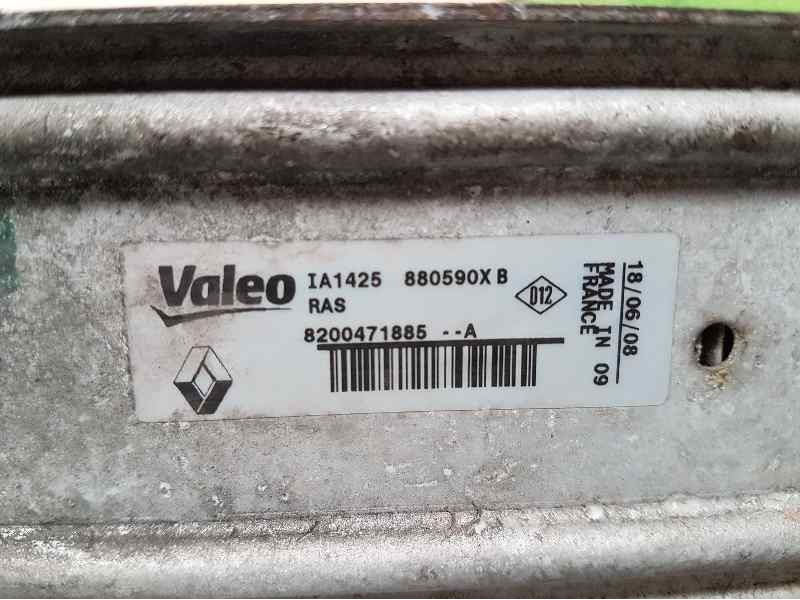 Valeo
IA1425 880590X B
RAS
8200471885 --A
D12
18/06/08
MADE IN 09
FRANCE